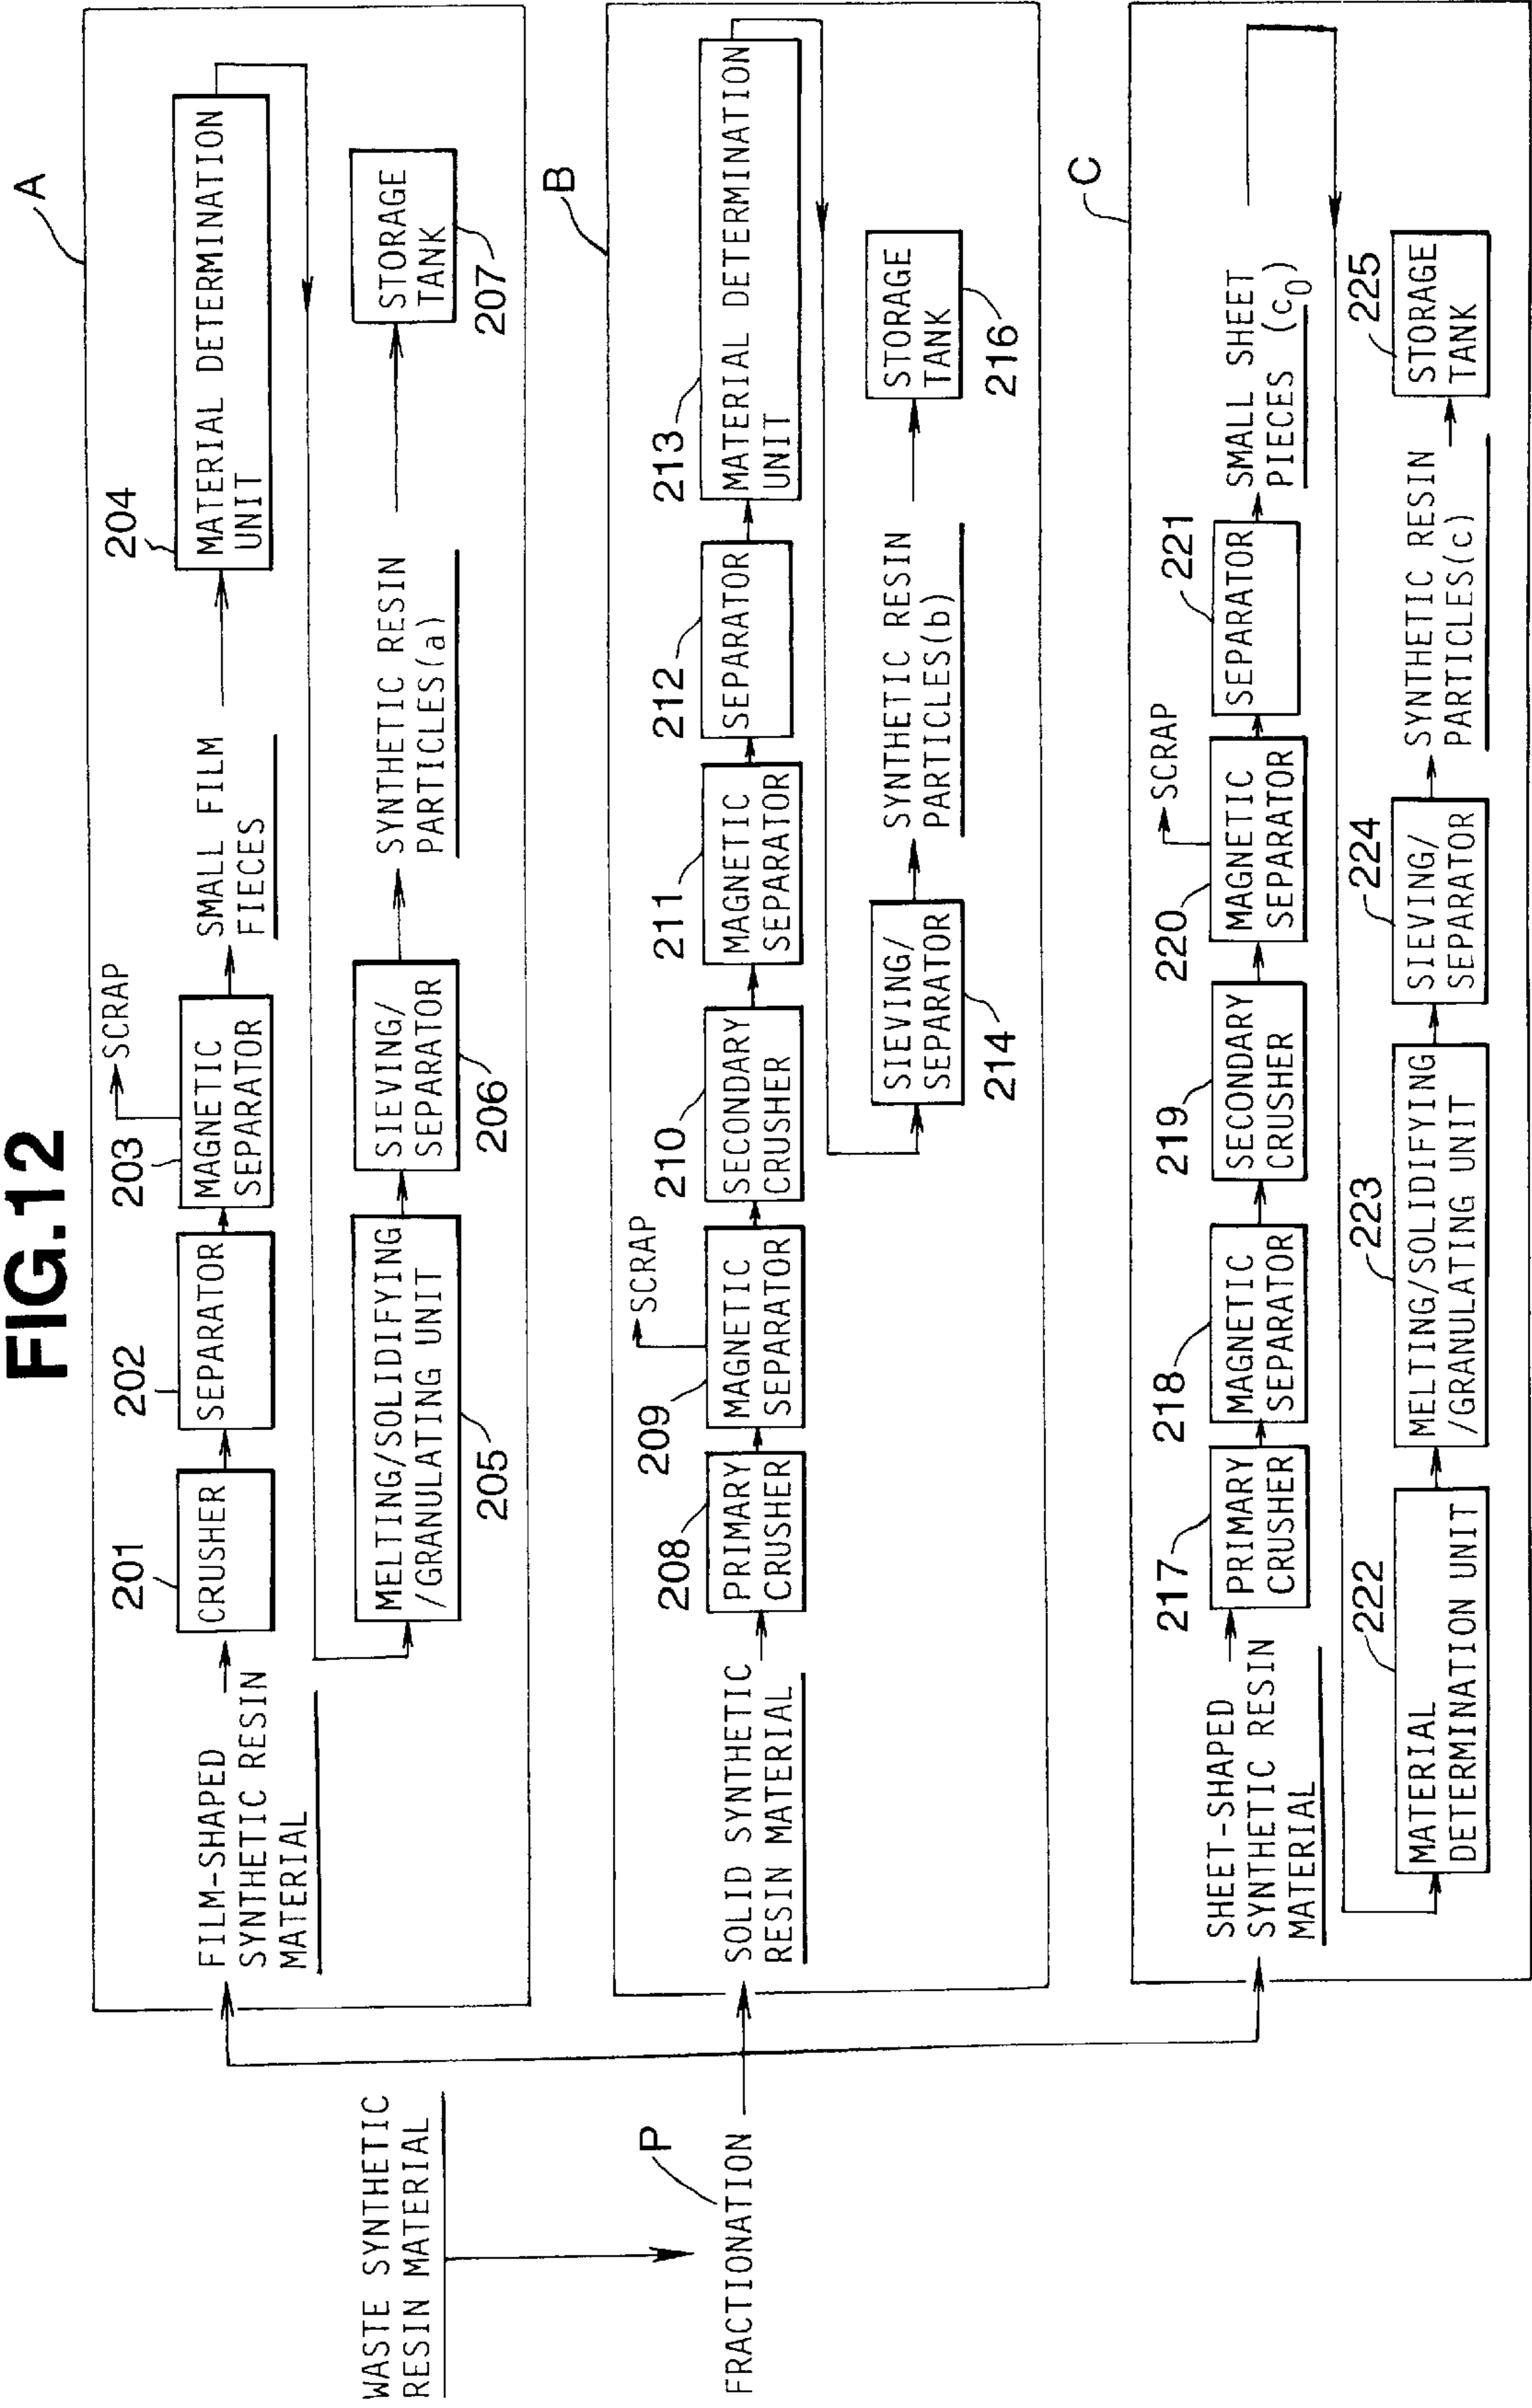 FIG.12
WASTE SYNTHETIC
RESIN MATERIAL
FRACTIONATION
P
A
FILM-SHAPED
SYNTHETIC RESIN
MATERIAL
201
CRUSHER
202
SEPARATOR
203
MAGNETIC
SEPARATOR
SCRAP
SMALL FILM
FIECES
204
MATERIAL DETERMINATION
UNIT
MELTING/SOLIDIFYING
/GRANULATING UNIT
205
SIEVING/
SEPARATOR
206
SYNTHETIC RESIN
PARTICLES(a)
STORAGE
TANK
207
B
SOLID SYNTHETIC
RESIN MATERIAL
208
PRIMARY
CRUSHER
209
MAGNETIC
SEPARATOR
SCRAP
210
SECONDARY
CRUSHER
211
MAGNETIC
SEPARATOR
212
SEPARATOR
213
MATERIAL DETERMINATION
UNIT
SIEVING/
SEPARATOR
214
SYNTHETIC RESIN
PARTICLES(b)
STORAGE
TANK
216
C
SHEET-SHAPED
SYNTHETIC RESIN
MATERIAL
217
PRIMARY
CRUSHER
218
MAGNETIC
SEPARATOR
219
SECONDARY
CRUSHER
220
MAGNETIC
SEPARATOR
SCRAP
221
SEPARATOR
SMALL SHEET
PIECES (c₀)
222
MATERIAL
DETERMINATION UNIT
223
MELTING/SOLIDIFYING
/GRANULATING UNIT
224
SIEVING/
SEPARATOR
SYNTHETIC RESIN
PARTICLES(c)
225
STORAGE
TANK